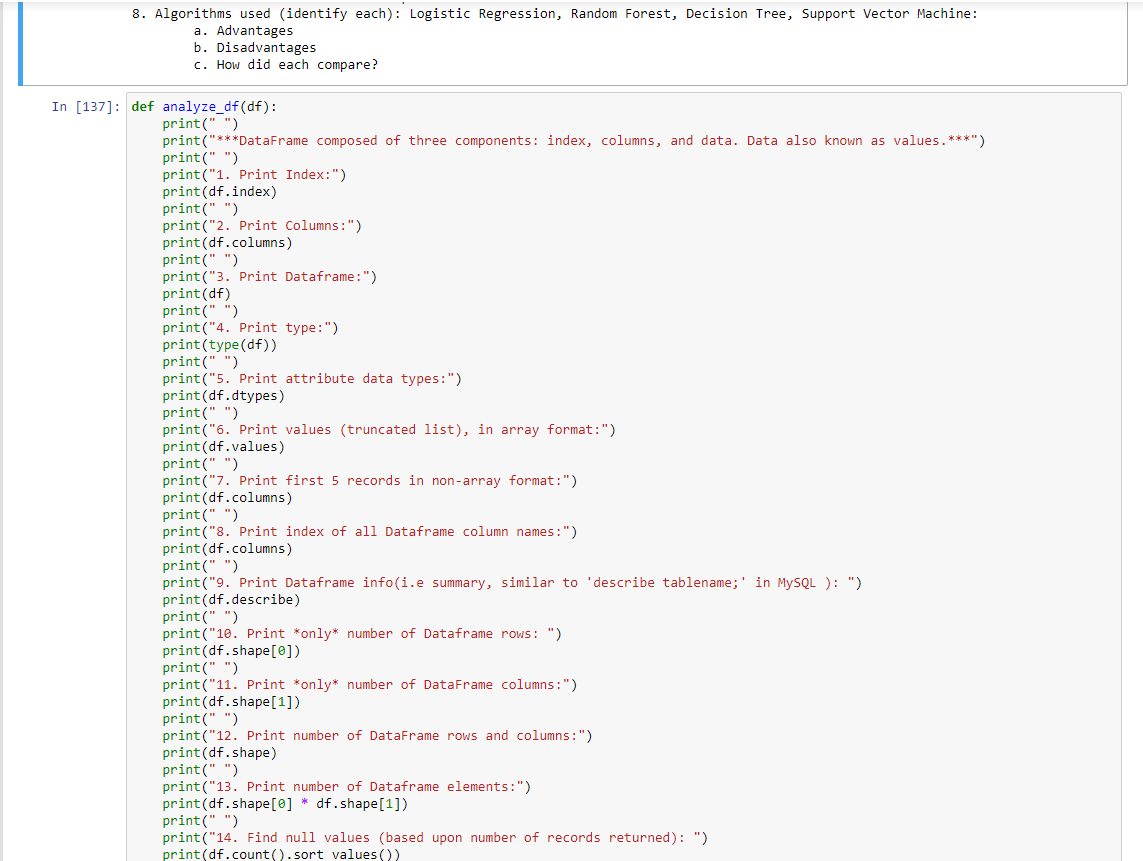 8. Algorithms used (identify each): Logistic Regression, Random Forest, Decision Tree, Support Vector Machine:
a. Advantages
b. Disadvantages
c. How did each compare?
In [137]: def analyze_df(df):
print(" ")
print("***DataFrame composed of three components: index, columns, and data. Data also known as values.***")
print(" ")
print("1. Print Index:")
print(df.index)
print(" ")
print("2. Print Columns:")
print(df.columns)
print(" ")
print("3. Print Dataframe:")
print(df)
print(" ")
print("4. Print type:")
print(type(df))
print(" ")
print("5. Print attribute data types:")
print(df.dtypes)
print(" ")
print("6. Print values (truncated list), in array format:")
print(df.values)
print(" ")
print("7. Print first 5 records in non-array format:")
print(df.columns)
print(" ")
print("8. Print index of all Dataframe column names:")
print(df.columns)
print(" ")
print("9. Print Dataframe info(i.e summary, similar to 'describe tablename;' in MySQL ): ")
print(df.describe)
print(" ")
print("10. Print *only* number of Dataframe rows: ")
print(df.shape[0])
print(" ")
print("11. Print *only* number of DataFrame columns:")
print(df.shape[1])
print(" ")
print("12. Print number of DataFrame rows and columns:")
print(df.shape)
print(" ")
print("13. Print number of Dataframe elements:")
print(df.shape[0] * df.shape[1])
print(" ")
print("14. Find null values (based upon number of records returned): ")
print(df.count().sort_values())